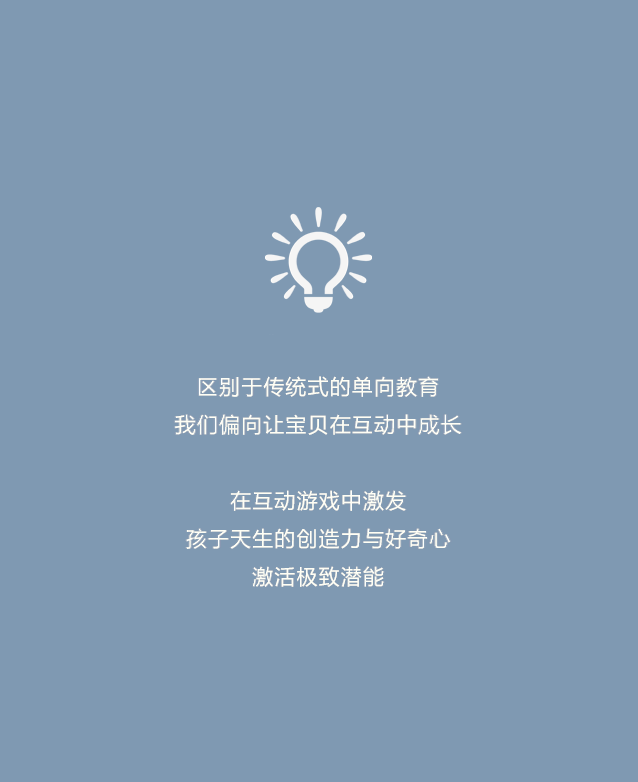 区别于传统式的单向教育
我们偏向让宝贝在互动中成长
在互动游戏中激发
孩子天生的创造力与好奇心
激活极致潜能